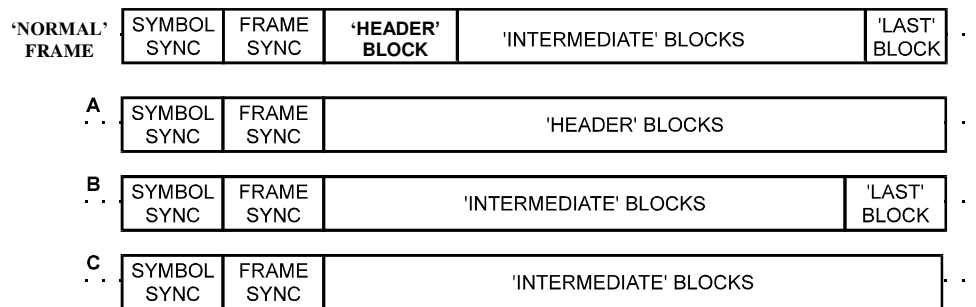 ‘NORMAL’ FRAME
SYMBOL SYNC
FRAME SYNC
‘HEADER’ BLOCK
'INTERMEDIATE' BLOCKS
'LAST' BLOCK
A
SYMBOL SYNC
FRAME SYNC
'HEADER' BLOCKS
B
SYMBOL SYNC
FRAME SYNC
'INTERMEDIATE' BLOCKS
'LAST' BLOCK
C
SYMBOL SYNC
FRAME SYNC
'INTERMEDIATE' BLOCKS